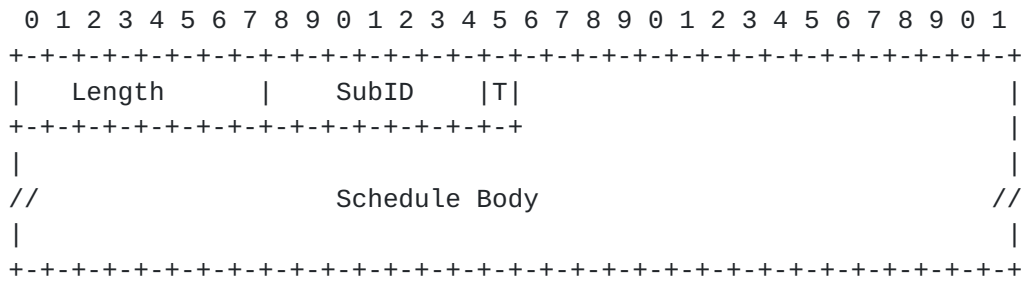 0 1 2 3 4 5 6 7 8 9 0 1 2 3 4 5 6 7 8 9 0 1 2 3 4 5 6 7 8 9 0 1
+-+-+-+-+-+-+-+-+-+-+-+-+-+-+-+-+-+-+-+-+-+-+-+-+-+-+-+-+-+-+-+-+
|   Length      |    SubID    |T|                               |
+-+-+-+-+-+-+-+-+-+-+-+-+-+-+-+-+                               |
|                                                               |
//                   Schedule Body                             //
|                                                               |
+-+-+-+-+-+-+-+-+-+-+-+-+-+-+-+-+-+-+-+-+-+-+-+-+-+-+-+-+-+-+-+-+